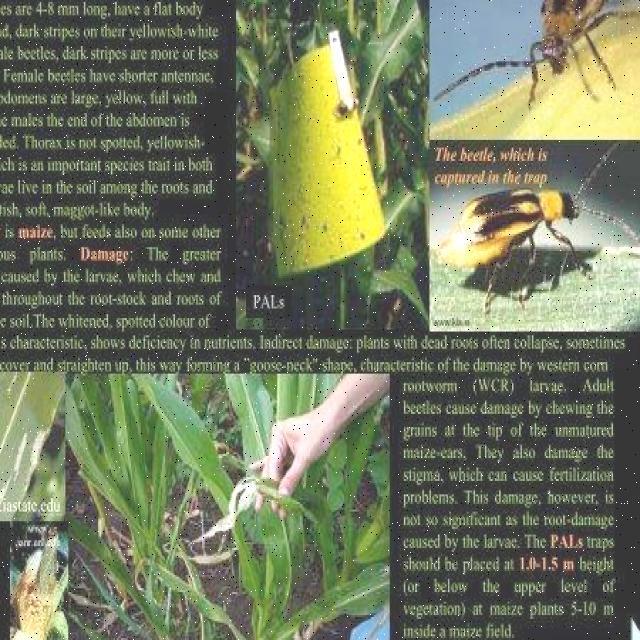 es are 4-8 mm long, have a flat body
d, dark stripes on their yellowish-white
le beetles, dark stripes are more or less
Female beetles have shorter antennae,
bdomens are large, yellow, full with
males the end of the abdomen is
ded. Thorax is not spotted, yellowish-
ch is an important species trait in both
ae live in the soil among the roots and
tish, soft, maggot-like body.
is maize, but feeds also on some other
ous plants. Damage: The greater
caused by the larvae, which chew and
throughout the root-stock and roots of
e soil.The whitened, spotted colour of
s characteristic, shows deficiency in nutrients. Indirect damage: plants with dead roots often collapse, sometimes
cover and straighten up, this way forming a "goose-neck"-shape, characteristic of the damage by western corn
rootworm (WCR) larvae. Adult
beetles cause damage by chewing the
grains at the tip of the unmatured
maize-ears. They also damage the
stigma, which can cause fertilization
problems. This damage, however, is
not so significant as the root-damage
caused by the larvae. The PALs traps
should be placed at 1.0-1.5 m height
(or below the upper level of
vegetation) at maize plants 5-10 m
inside a maize field.
PALs
The beetle, which is
captured in the trap
iastate.edu